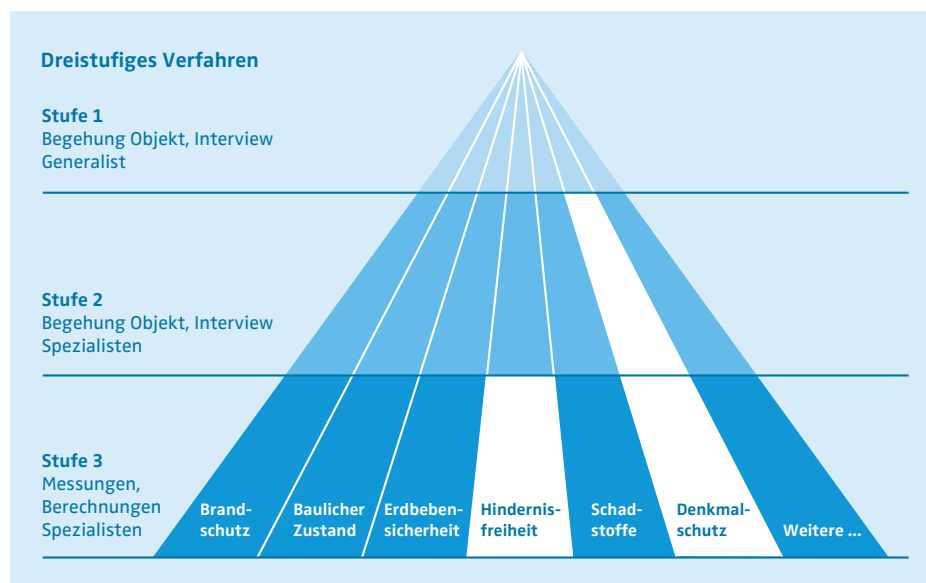 Dreistufiges Verfahren
Stufe 1
Begehung Objekt, Interview
Generalist
Stufe 2
Begehung Objekt, Interview
Spezialisten
Stufe 3
Messungen,
Berechnungen
Spezialisten
Brand-
schutz
Baulicher
Zustand
Erdbeben-
sicherheit
Hindernis-
freiheit
Schad-
stoffe
Denkmal-
schutz
Weitere ...